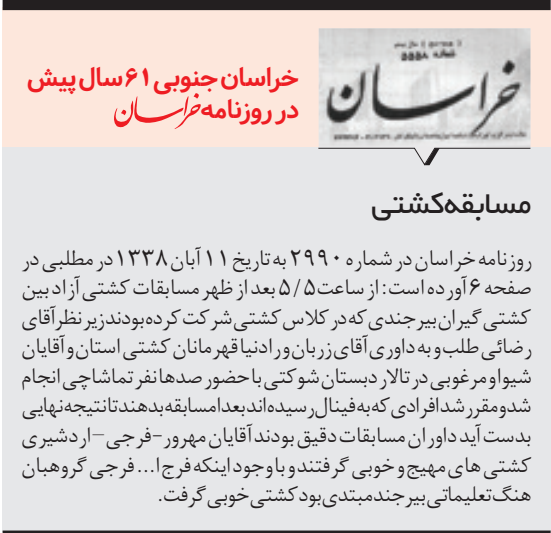 خراسان جنوبی ۶۱ سال پیش
در روزنامه خراسان
خراسان
مسابقه کشتی
روزنامه خراسان در شماره ۲۹۹۰ به تاریخ ۱۱ آبان ۱۳۳۸ در مطلبی در
صفحه ۶ آورده است: از ساعت ۵/۵ بعد از ظهر مسابقات کشتی آزاد بین
کشتی گیران بیرجندی که در کلاس کشتی شرکت کرده بودند زیر نظر آقای
رضائی طلب و به داوری آقای زربان و رادنیا قهرمانان کشتی استان و آقایان
شیوا و مرغوبی در تالار دبستان شوکتی با حضور صدها نفر تماشاچی انجام
شد و مقرر شد افرادی که به فینال رسیده اند بعدا مسابقه بدهند تا نتیجه نهایی
بدست آید داوران مسابقات دقیق بودند آقایان مهرور -فرجی –اردشیری
کشتی های مهیج و خوبی گرفتند و با وجود اینکه فرج ا... فرجی گروهبان
هنگ تعلیماتی بیرجند مبتدی بود کشتی خوبی گرفت.